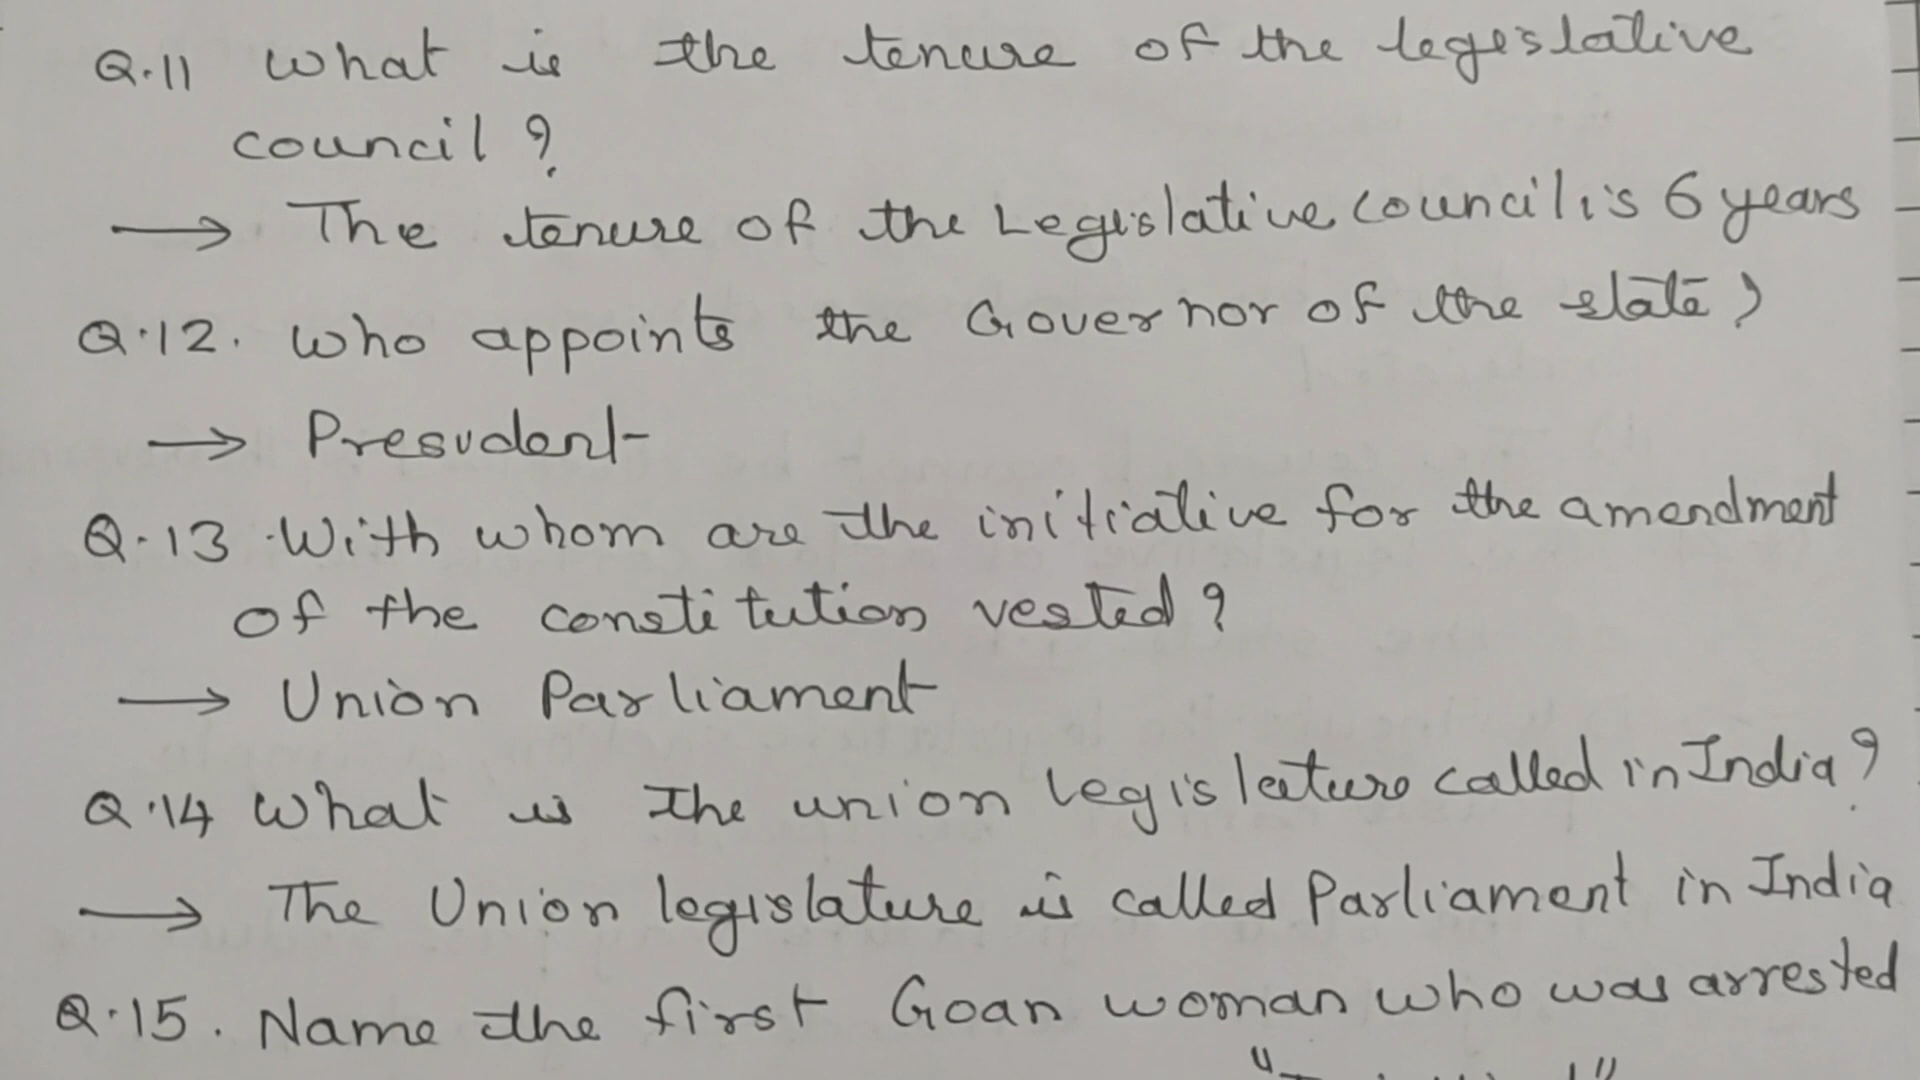 Q.11 What is the tenure of the legeslative
council?
→ The tenure of the Legislative council is 6 years
Q.12. Who appoints the Governor of the state?
→ President
Q.13 With whom are the initiative for the amendment
of the constitution vested?
→ Union Parliament
Q.14 What is the union legislature called in India?
→ The Union legislature is called Parliament in India
Q.15. Name the first Goan woman who was arrested